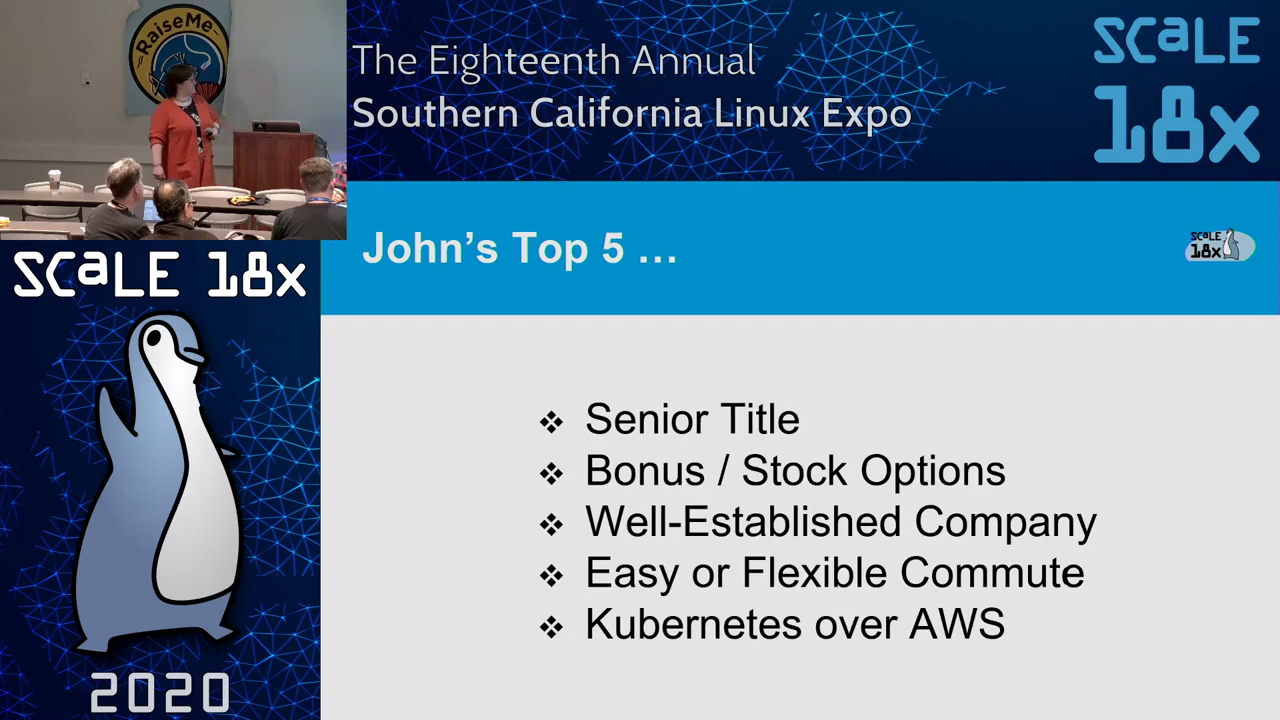 RaiseMe
The Eighteenth Annual
Southern California Linux Expo
SCaLE
18x
John's Top 5 ...
SCaLE
18x
SCaLE 18x
❖ Senior Title
❖ Bonus / Stock Options
❖ Well-Established Company
❖ Easy or Flexible Commute
❖ Kubernetes over AWS
2020